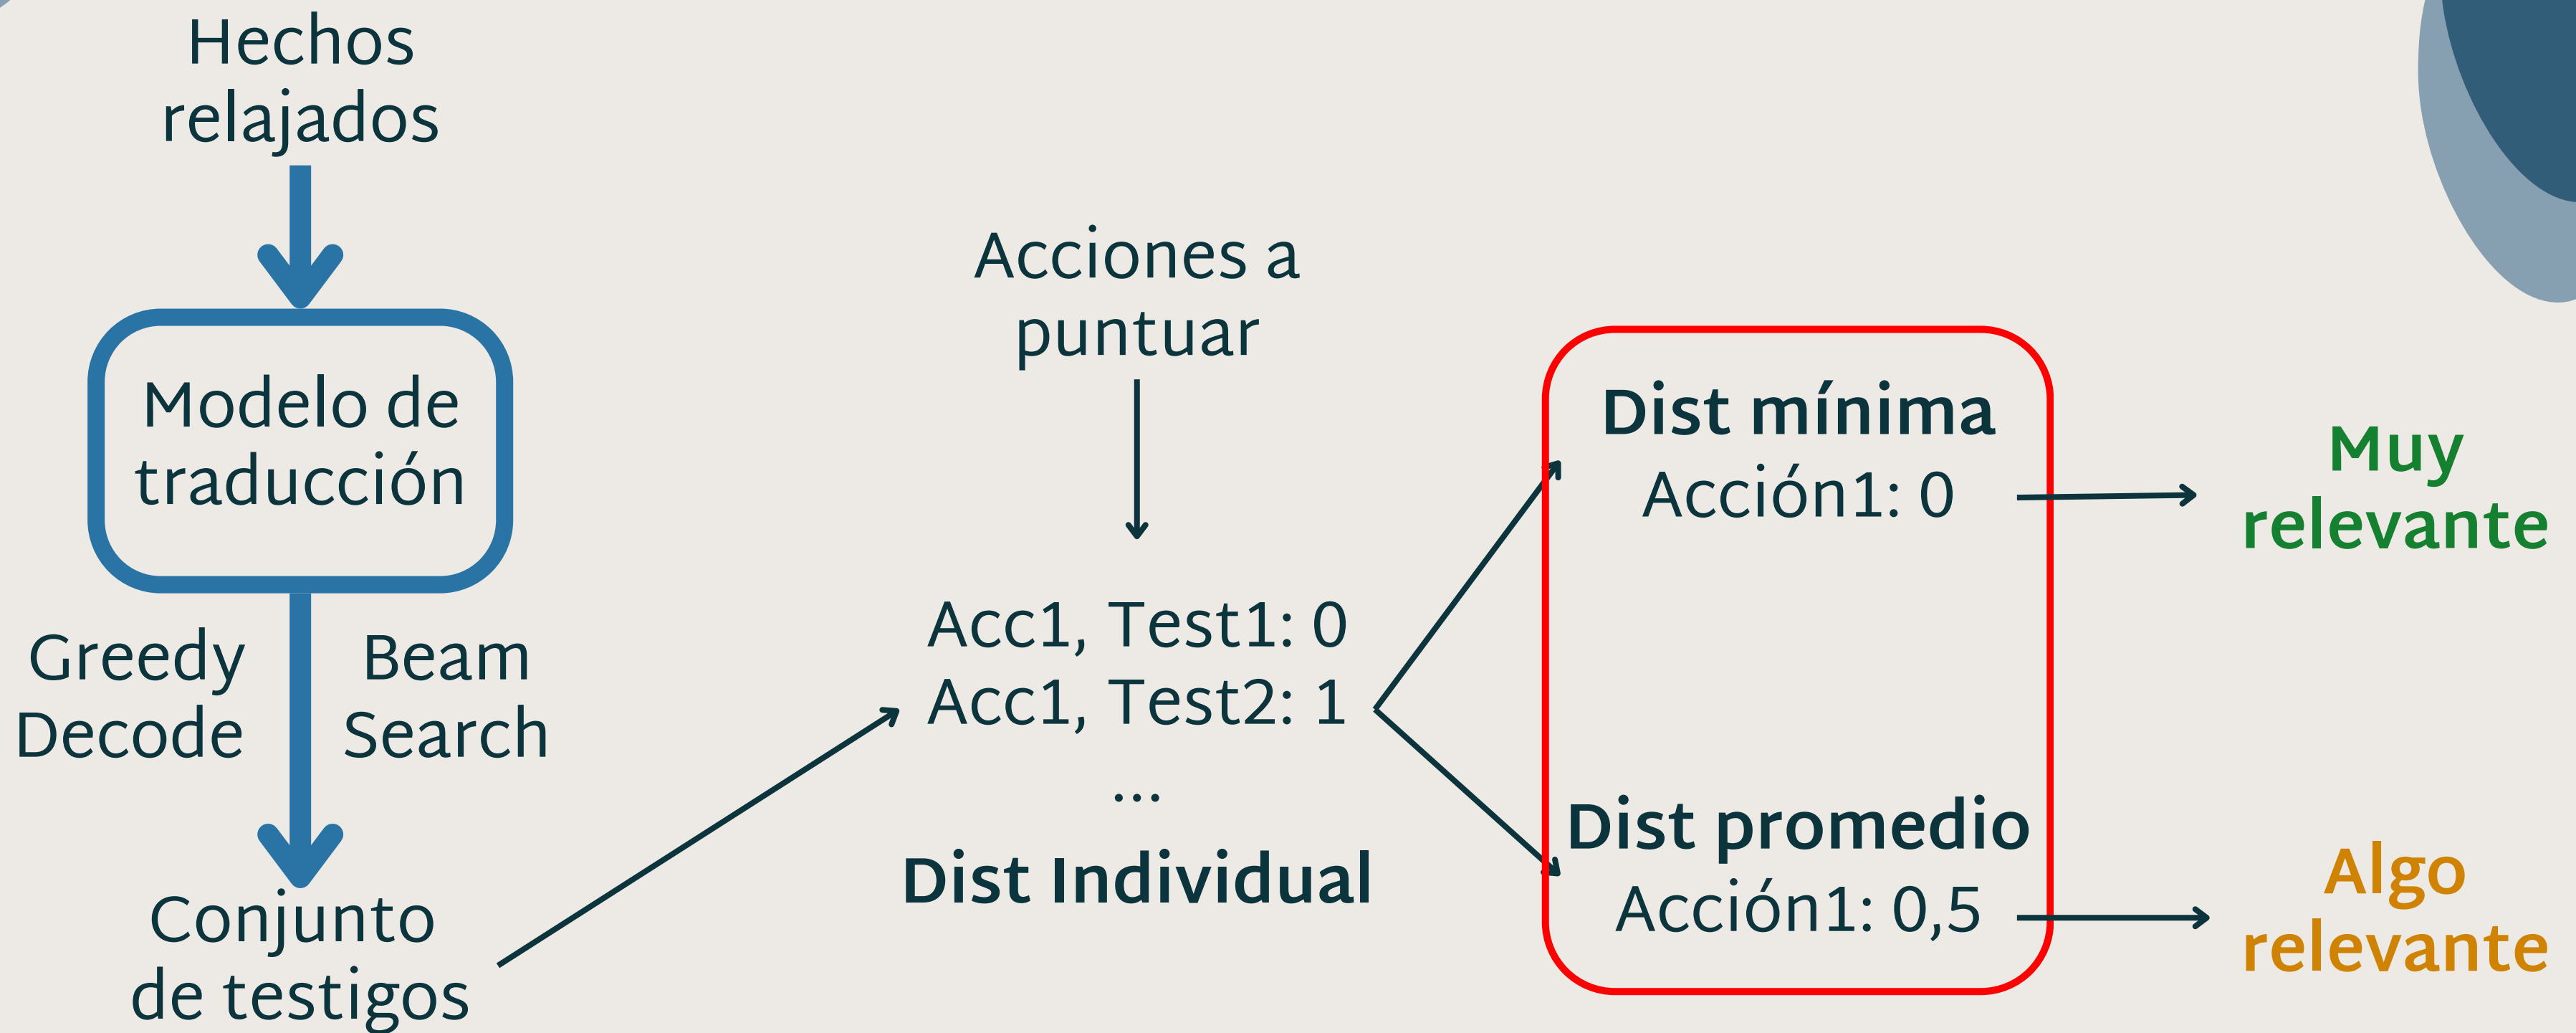 Hechos
relajados
Modelo de
traducción
Greedy
Decode
Beam
Search
Conjunto
de testigos
Acciones a
puntuar
Acc1, Test1: 0
Acc1, Test2: 1
...
Dist Individual
Dist mínima
Acción1: 0
Dist promedio
Acción1: 0,5
Muy
relevante
Algo
relevante